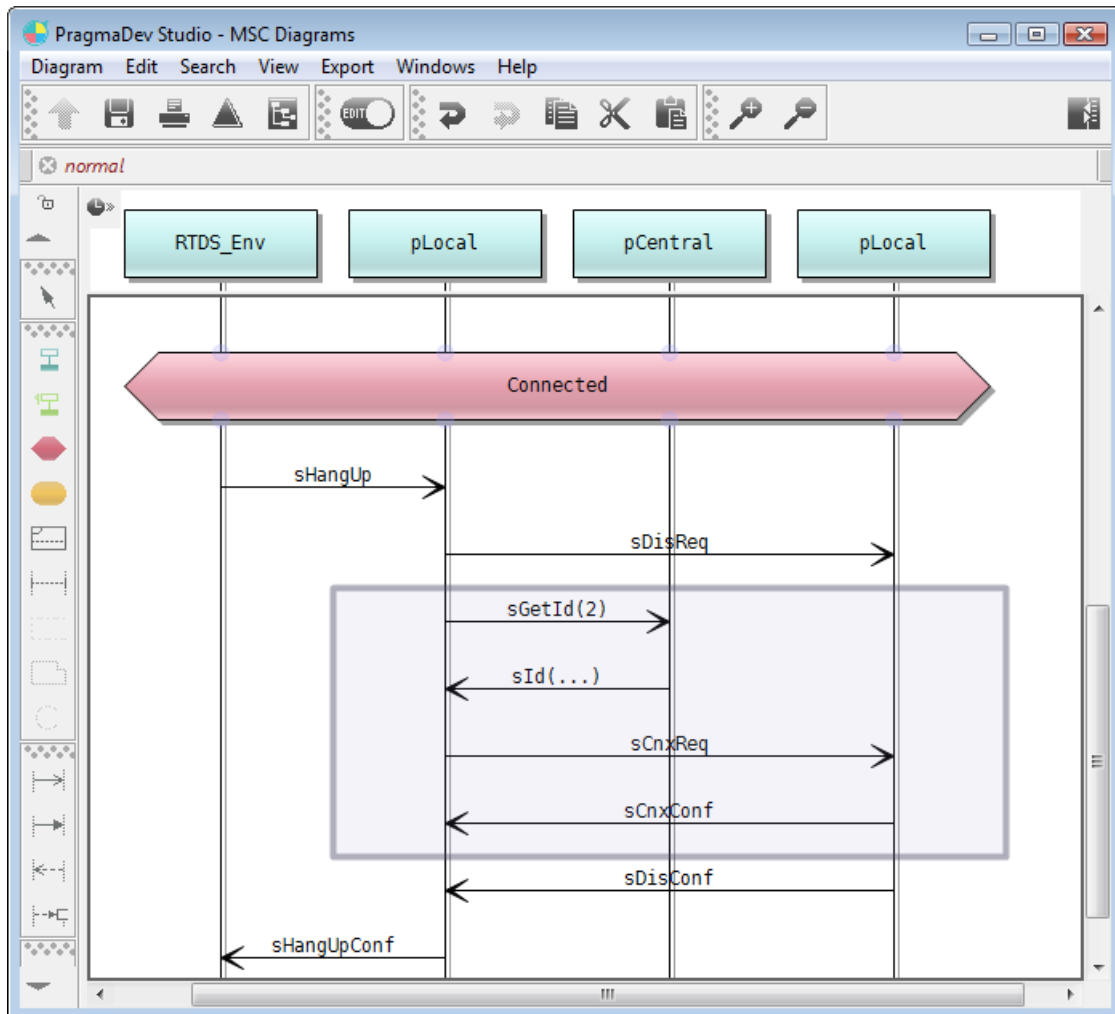 PragmaDev Studio - MSC Diagrams
Diagram Edit Search View Export Windows Help
EDIT
normal
RTDS_Env pLocal pCentral pLocal
Connected
sHangUp
sDisReq
sGetId(2)
sId(...)
sCnxReq
sCnxConf
sDisConf
sHangUpConf